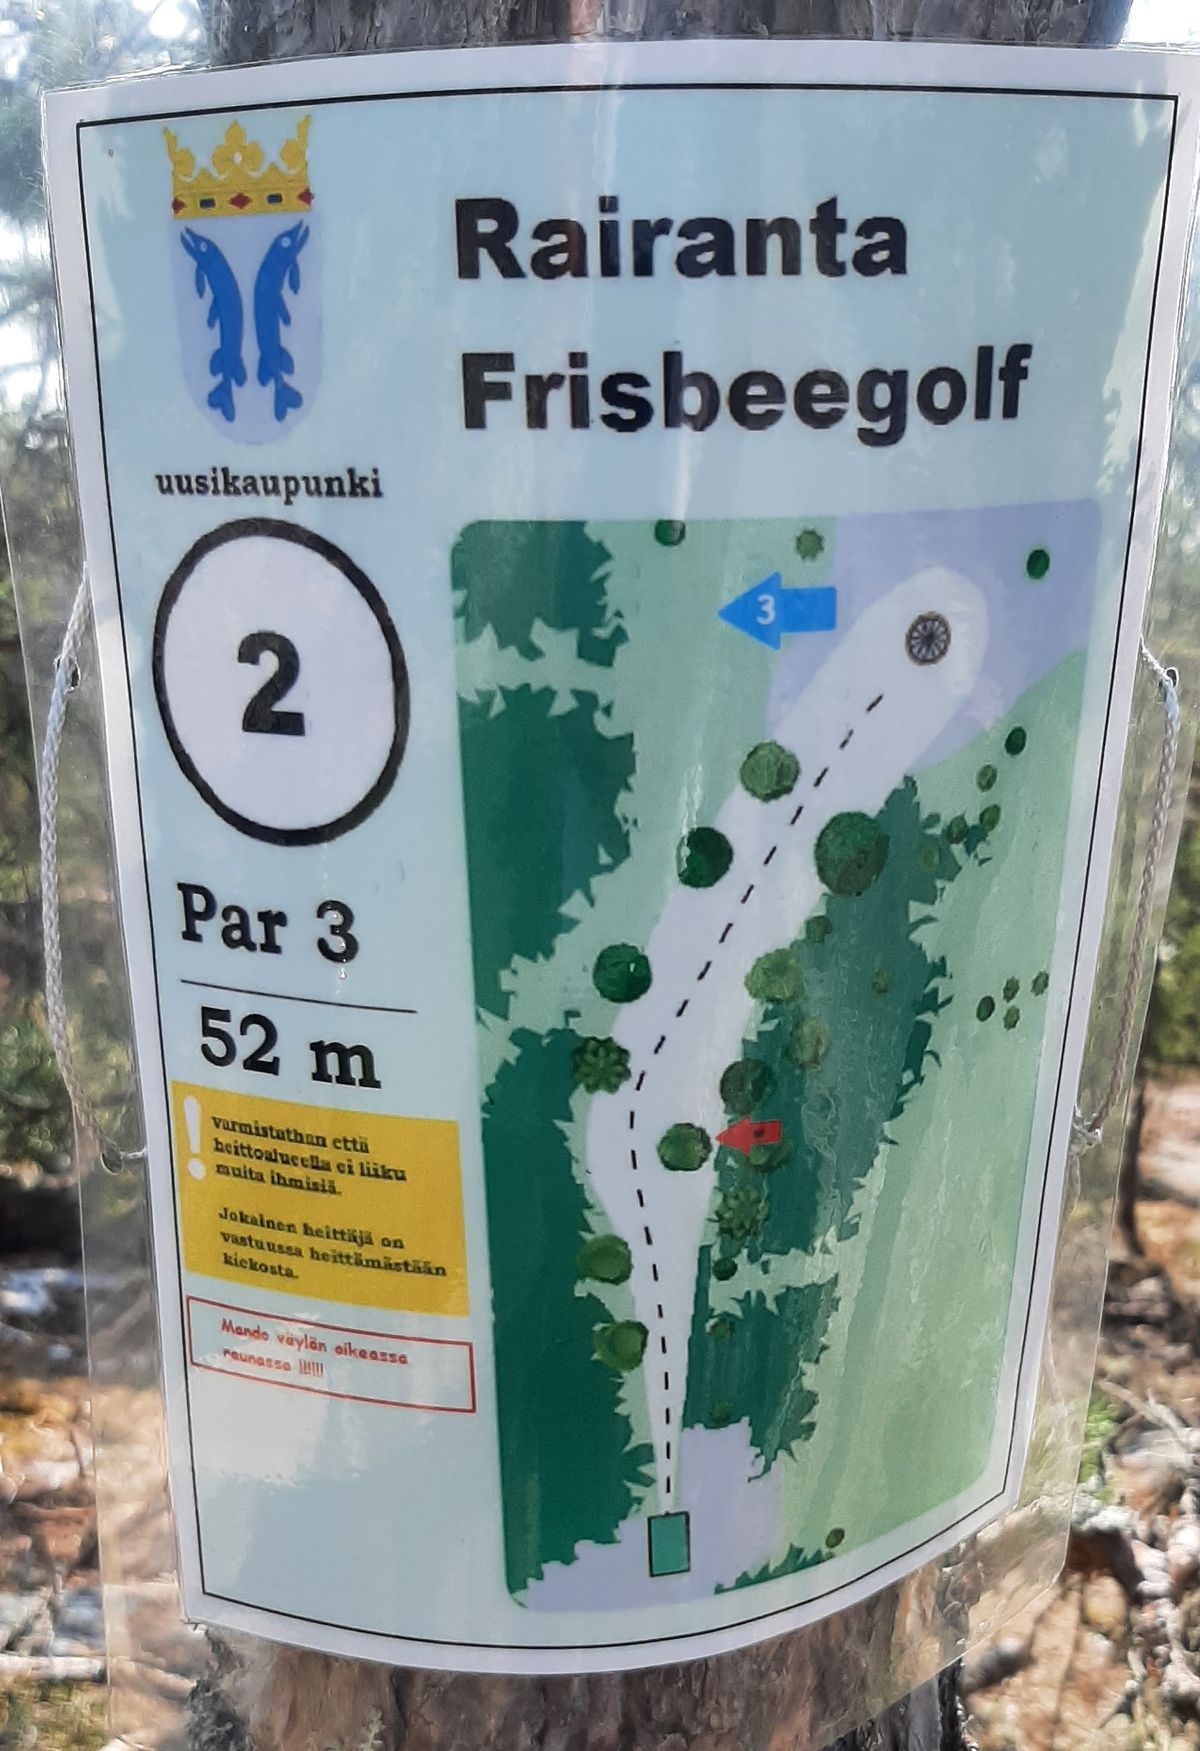 Rairanta
Frisbeegolf
uusikaupunki
2
Par 3
52 m
!
varmistuthan että
heittoalueella ei liiku
muita ihmisiä.
Jokainen heittäjä on
vastuussa heittämästään
kiekosta.
Mando väylän oikeassa
reunassa !!!!!!
3